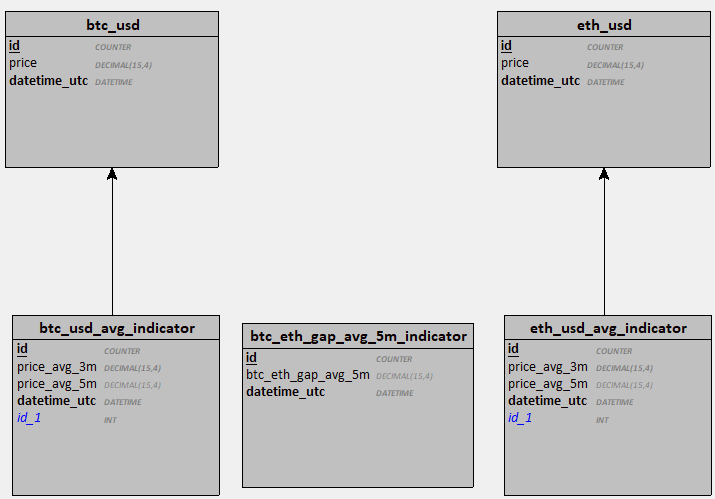 btc_usd
id COUNTER
price DECIMAL(15,4)
datetime_utc DATETIME
eth_usd
id COUNTER
price DECIMAL(15,4)
datetime_utc DATETIME
btc_usd_avg_indicator
id COUNTER
price_avg_3m DECIMAL(15,4)
price_avg_5m DECIMAL(15,4)
datetime_utc DATETIME
id_1 INT
btc_eth_gap_avg_5m_indicator
id COUNTER
btc_eth_gap_avg_5m DECIMAL(15,4)
datetime_utc DATETIME
eth_usd_avg_indicator
id COUNTER
price_avg_3m DECIMAL(15,4)
price_avg_5m DECIMAL(15,4)
datetime_utc DATETIME
id_1 INT